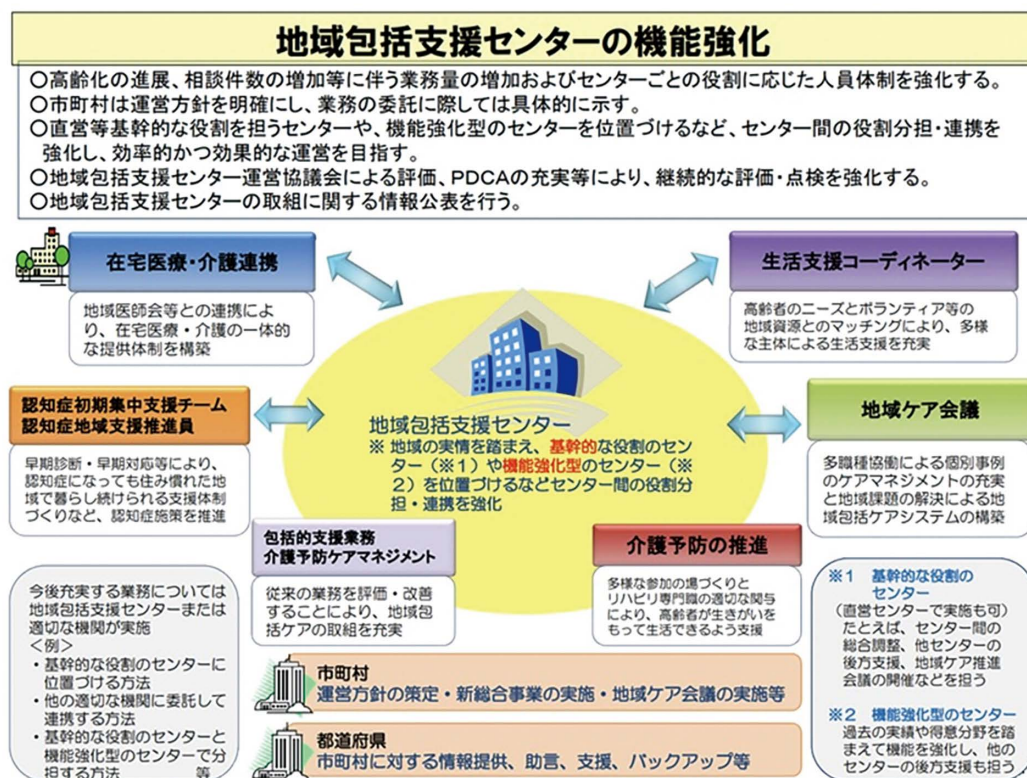 地域包括支援センターの機能強化
○高齢化の進展、相談件数の増加等に伴う業務量の増加およびセンターごとの役割に応じた人員体制を強化する。
○市町村は運営方針を明確にし、業務の委託に際しては具体的に示す。
○直営等基幹的な役割を担うセンターや、機能強化型のセンターを位置づけるなど、センター間の役割分担・連携を
強化し、効率的かつ効果的な運営を目指す。
○地域包括支援センター運営協議会による評価、PDCAの充実等により、継続的な評価・点検を強化する。
○地域包括支援センターの取組に関する情報公表を行う。
在宅医療・介護連携
地域医師会等との連携によ
り、在宅医療・介護の一体的
な提供体制を構築
生活支援コーディネーター
高齢者のニーズとボランティア等の
地域資源とのマッチングにより、多様
な主体による生活支援を充実
認知症初期集中支援チーム
認知症地域支援推進員
早期診断・早期対応等により、
認知症になっても住み慣れた地
域で暮らし続けられる支援体制
づくりなど、認知症施策を推進
地域包括支援センター
※ 地域の実情を踏まえ、基幹的な役割のセン
ター（※１）や機能強化型のセンター（※
２）を位置づけるなどセンター間の役割分
担・連携を強化
地域ケア会議
多職種協働による個別事例
のケアマネジメントの充実
と地域課題の解決による地
域包括ケアシステムの構築
包括的支援業務
介護予防ケアマネジメント
従来の業務を評価・改善
することにより、地域包
括ケアの取組を充実
介護予防の推進
多様な参加の場づくりと
リハビリ専門職の適切な関与
により、高齢者が生きがいを
もって生活できるよう支援
今後充実する業務については
地域包括支援センターまたは
適切な機関が実施
＜例＞
・基幹的な役割のセンターに
位置づける方法
・他の適切な機関に委託して
連携する方法
・基幹的な役割のセンターと
機能強化型のセンターで分
担する方法 等
市町村
運営方針の策定・新総合事業の実施・地域ケア会議の実施等
都道府県
市町村に対する情報提供、助言、支援、バックアップ等
※１ 基幹的な役割の
センター
（直営センターで実施も可）
たとえば、センター間の
総合調整、他センターの
後方支援、地域ケア推進
会議の開催などを担う
※２ 機能強化型のセンター
過去の実績や得意分野を踏
まえて機能を強化し、他の
センターの後方支援も担う